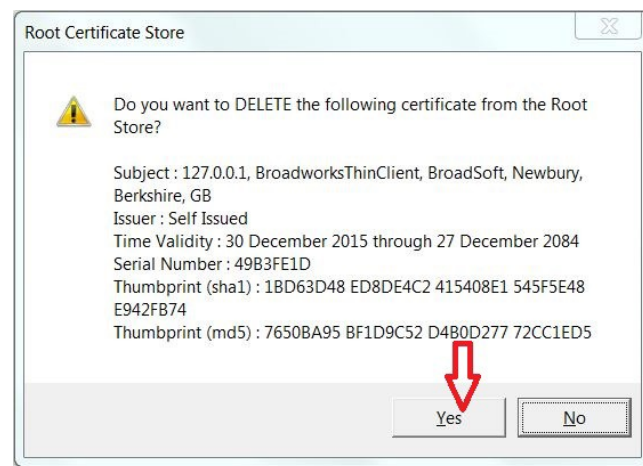 Root Certificate Store
Do you want to DELETE the following certificate from the Root
Store?
Subject : 127.0.0.1, BroadworksThinClient, BroadSoft, Newbury,
Berkshire, GB
Issuer : Self Issued
Time Validity : 30 December 2015 through 27 December 2084
Serial Number : 49B3FE1D
Thumbprint (sha1) : 1BD63D48 ED8DE4C2 415408E1 545F5E48
E942FB74
Thumbprint (md5) : 7650BA95 BF1D9C52 D4B0D277 72CC1ED5
Yes No